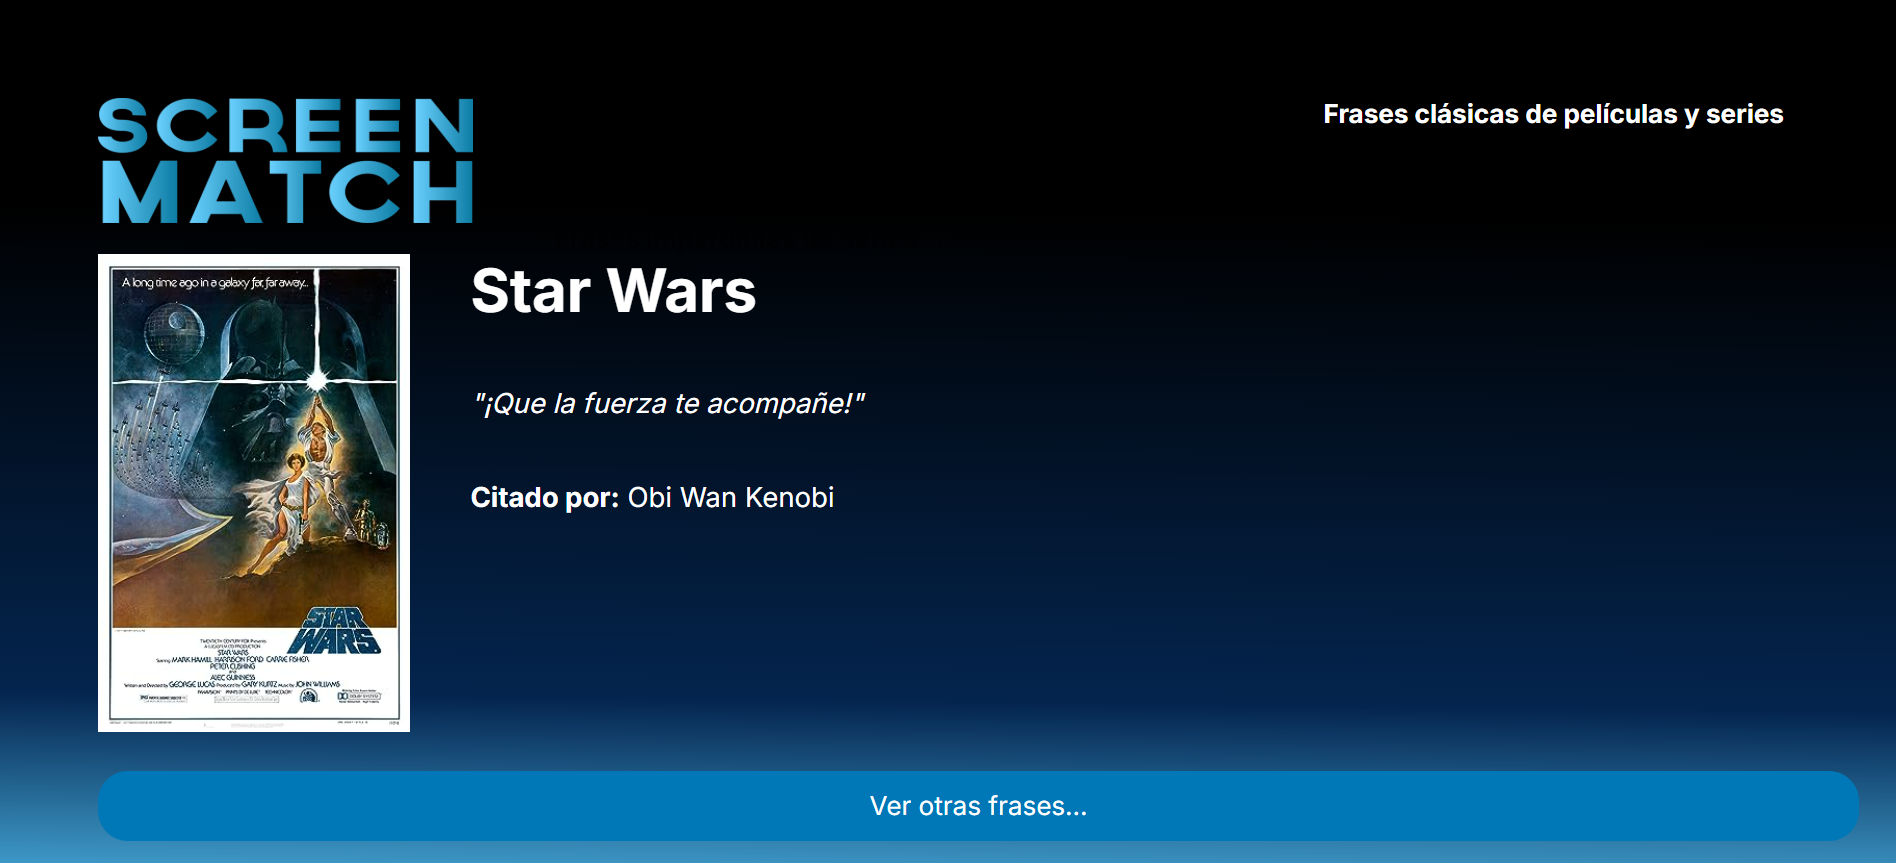 SCREEN
MATCH
Frases clásicas de películas y series
A long time ago in a galaxy far, far away...
Star Wars
"¡Que la fuerza te acompañe!"
Citado por: Obi Wan Kenobi
STAR
WARS
TWENTIETH CENTURY-FOX Presents
A LUCASFILM LTD PRODUCTION
STAR WARS
Starring MARK HAMILL HARRISON FORD CARRIE FISHER
PETER CUSHING
and
ALEC GUINNESS
Written and Directed by GEORGE LUCAS Produced by GARY KURTZ Music by JOHN WILLIAMS
PANAVISION PRINTS BY DE LUXE TECHNICOLOR
Ver otras frases...